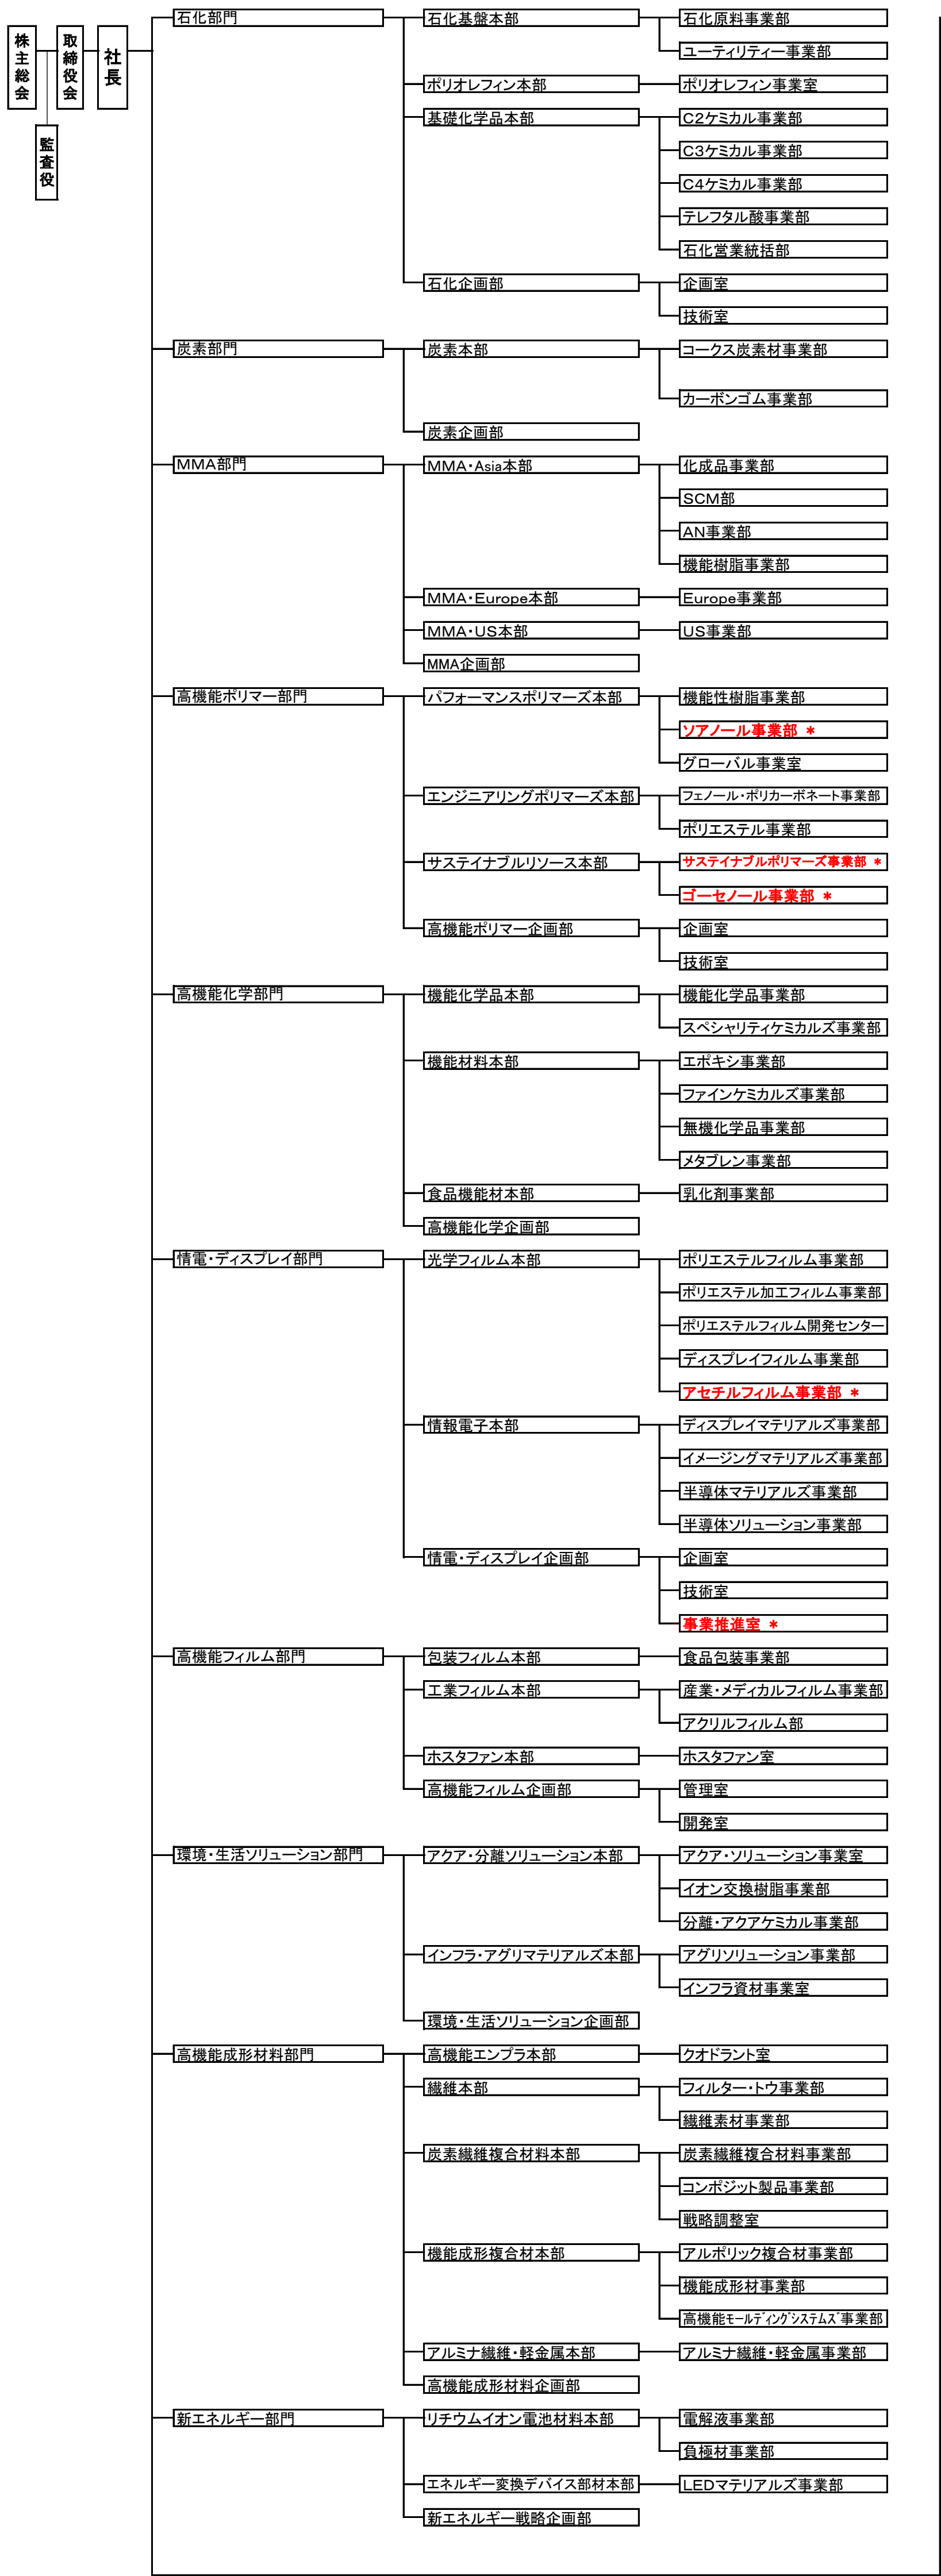 株主総会
取締役会
社長
監査役
石化部門
石化基盤本部
石化原料事業部
ユーティリティー事業部
ポリオレフィン本部
ポリオレフィン事業室
基礎化学品本部
C2ケミカル事業部
C3ケミカル事業部
C4ケミカル事業部
テレフタル酸事業部
石化営業統括部
石化企画部
企画室
技術室
炭素部門
炭素本部
コークス炭素材事業部
カーボンゴム事業部
炭素企画部
MMA部門
MMA・Asia本部
化成品事業部
SCM部
AN事業部
機能樹脂事業部
MMA・Europe本部
Europe事業部
MMA・US本部
US事業部
MMA企画部
高機能ポリマー部門
パフォーマンスポリマーズ本部
機能性樹脂事業部
ソアノール事業部 *
グローバル事業室
エンジニアリングポリマーズ本部
フェノール・ポリカーボネート事業部
ポリエステル事業部
サステイナブルリソース本部
サステイナブルポリマーズ事業部 *
ゴーセノール事業部 *
高機能ポリマー企画部
企画室
技術室
高機能化学部門
機能化学品本部
機能化学品事業部
スペシャリティケミカルズ事業部
機能材料本部
エポキシ事業部
ファインケミカルズ事業部
無機化学品事業部
メタブレン事業部
食品機能材本部
乳化剤事業部
高機能化学企画部
情電・ディスプレイ部門
光学フィルム本部
ポリエステルフィルム事業部
ポリエステル加工フィルム事業部
ポリエステルフィルム開発センター
ディスプレイフィルム事業部
アセチルフィルム事業部 *
情報電子本部
ディスプレイマテリアルズ事業部
イメージングマテリアルズ事業部
半導体マテリアルズ事業部
半導体ソリューション事業部
情電・ディスプレイ企画部
企画室
技術室
事業推進室 *
高機能フィルム部門
包装フィルム本部
食品包装事業部
工業フィルム本部
産業・メディカルフィルム事業部
アクリルフィルム部
ホスタファン本部
ホスタファン室
高機能フィルム企画部
管理室
開発室
環境・生活ソリューション部門
アクア・分離ソリューション本部
アクア・ソリューション事業室
イオン交換樹脂事業部
分離・アクアケミカル事業部
インフラ・アグリマテリアルズ本部
アグリソリューション事業部
インフラ資材事業室
環境・生活ソリューション企画部
高機能成形材料部門
高機能エンプラ本部
クオドラント室
繊維本部
フィルター・トウ事業部
繊維素材事業部
炭素繊維複合材料本部
炭素繊維複合材料事業部
コンポジット製品事業部
戦略調整室
機能成形複合材本部
アルポリック複合材事業部
機能成形材事業部
高機能ﾓｰﾙﾃﾞｨﾝｸﾞｼｽﾃﾑｽﾞ事業部
アルミナ繊維・軽金属本部
アルミナ繊維・軽金属事業部
高機能成形材料企画部
新エネルギー部門
リチウムイオン電池材料本部
電解液事業部
負極材事業部
エネルギー変換デバイス部材本部
LEDマテリアルズ事業部
新エネルギー戦略企画部